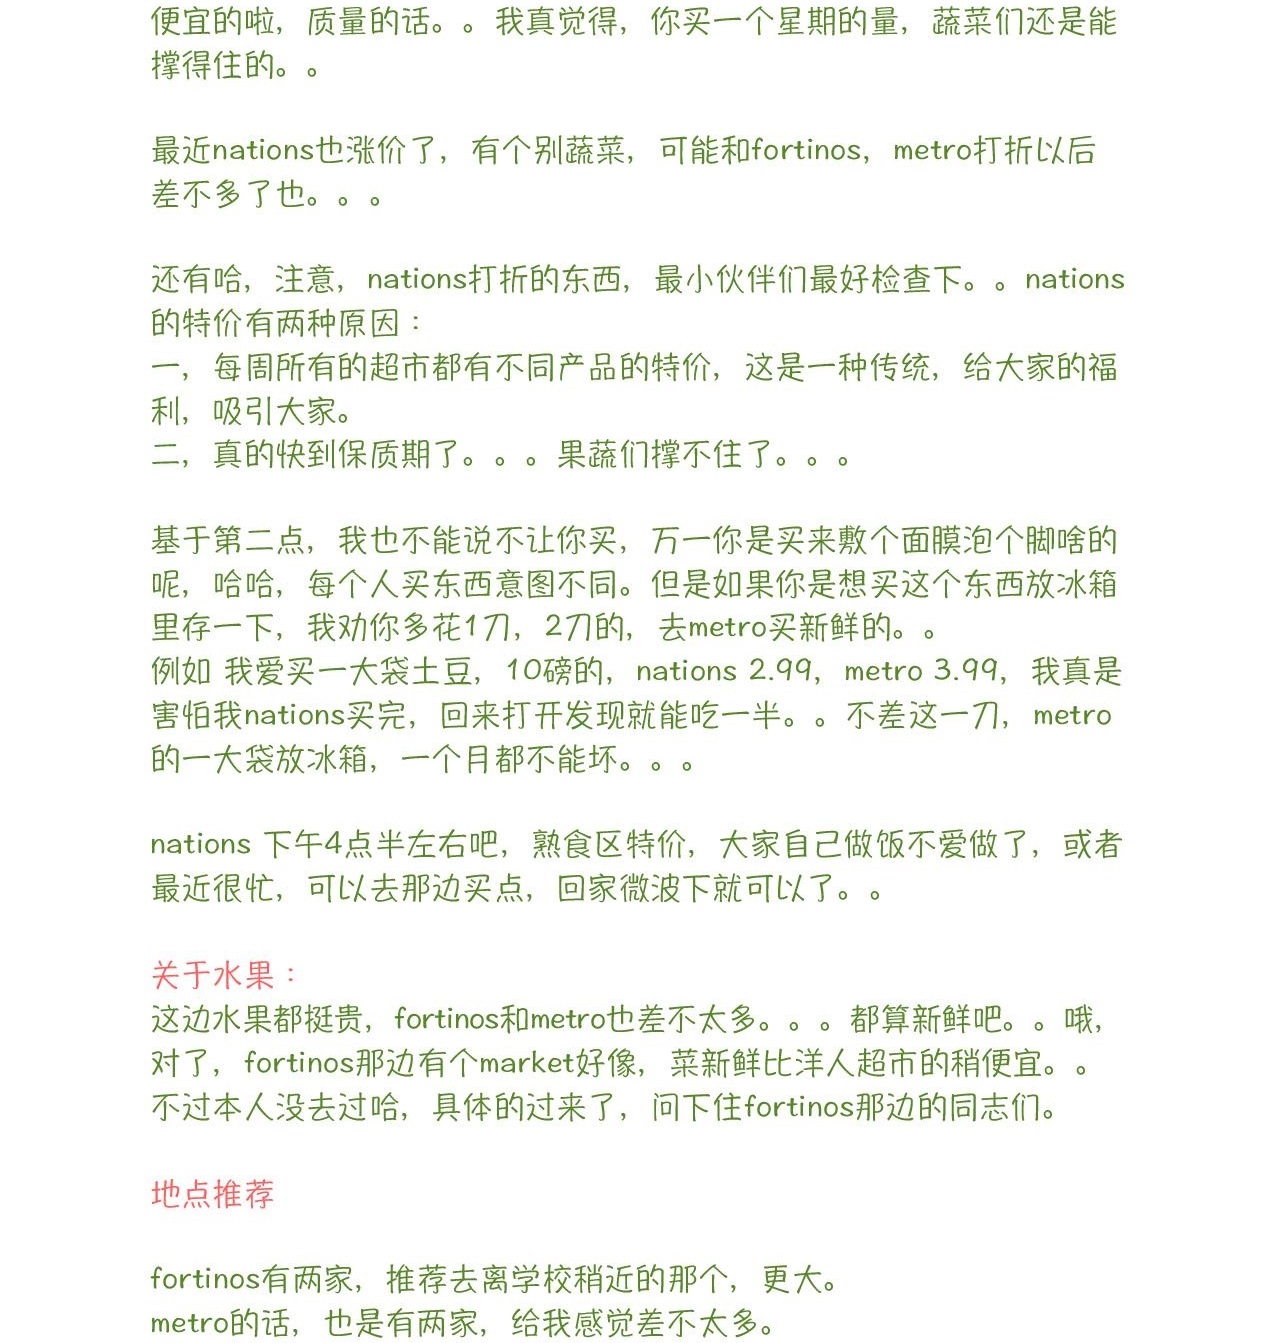 便宜的啦，质量的话。。我真觉得，你买一个星期的量，蔬菜们还是能
撑得住的。。
最近nations也涨价了，有个别蔬菜，可能和fortinos，metro打折以后
差不多了也。。。
还有哈，注意，nations打折的东西，最小伙伴们最好检查下。。nations
的特价有两种原因：
一，每周所有的超市都有不同产品的特价，这是一种传统，给大家的福
利，吸引大家。
二，真的快到保质期了。。。果蔬们撑不住了。。。
基于第二点，我也不能说不让你买，万一你是买来敷个面膜泡个脚啥的
呢，哈哈，每个人买东西意图不同。但是如果你是想买这个东西放冰箱
里存一下，我劝你多花1刀，2刀的，去metro买新鲜的。。
例如 我爱买一大袋土豆，10磅的，nations 2.99，metro 3.99，我真是
害怕我nations买完，回来打开发现就能吃一半。。不差这一刀，metro
的一大袋放冰箱，一个月都不能坏。。。
nations 下午4点半左右吧，熟食区特价，大家自己做饭不爱做了，或者
最近很忙，可以去那边买点，回家微波下就可以了。。
关于水果：
这边水果都挺贵，fortinos和metro也差不太多。。。都算新鲜吧。。哦，
对了，fortinos那边有个market好像，菜新鲜比洋人超市的稍便宜。。
不过本人没去过哈，具体的过来了，问下住fortinos那边的同志们。
地点推荐
fortinos有两家，推荐去离学校稍近的那个，更大。
metro的话，也是有两家，给我感觉差不太多。